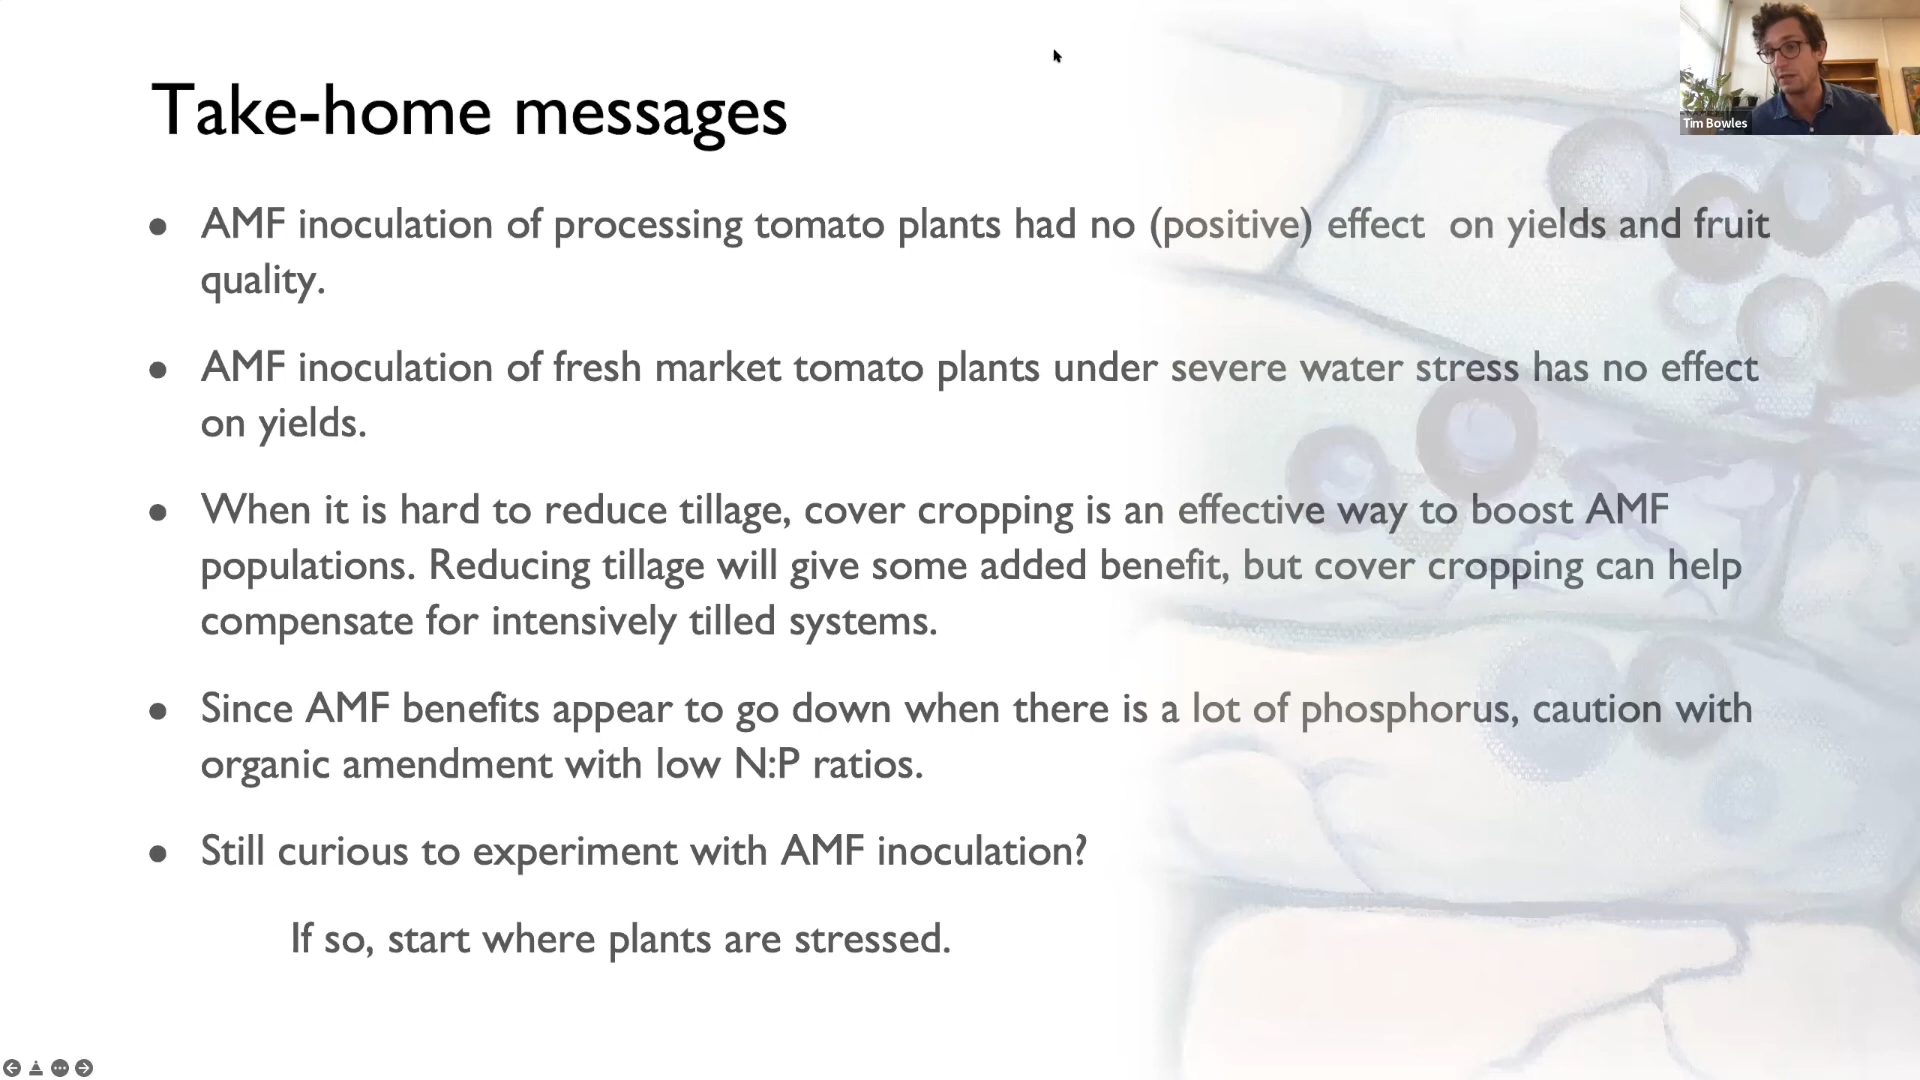 Take-home messages
Tim Bowles
● AMF inoculation of processing tomato plants had no (positive) effect on yields and fruit
quality.
● AMF inoculation of fresh market tomato plants under severe water stress has no effect
on yields.
● When it is hard to reduce tillage, cover cropping is an effective way to boost AMF
populations. Reducing tillage will give some added benefit, but cover cropping can help
compensate for intensively tilled systems.
● Since AMF benefits appear to go down when there is a lot of phosphorus, caution with
organic amendment with low N:P ratios.
● Still curious to experiment with AMF inoculation?
If so, start where plants are stressed.